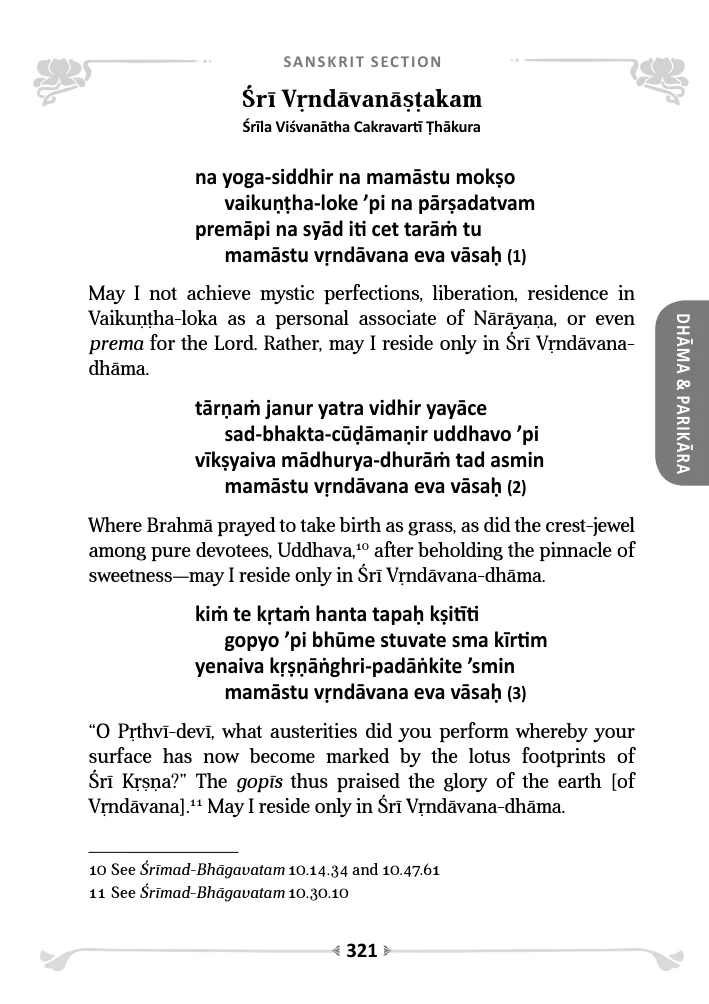 SANSKRIT SECTION
Śrī Vṛndāvanāṣṭakam
Śrīla Viśvanātha Cakravartī Ṭhākura
na yoga-siddhir na mamāstu mokṣo
vaikuṇṭha-loke ’pi na pārṣadatvam
premāpi na syād iti cet tarāṁ tu
mamāstu vṛndāvana eva vāsaḥ (1)
May I not achieve mystic perfections, liberation, residence in
Vaikuṇṭha-loka as a personal associate of Nārāyaṇa, or even
prema for the Lord. Rather, may I reside only in Śrī Vṛndāvana-
dhāma.
tārṇaṁ janur yatra vidhir yayāce
sad-bhakta-cūḍāmaṇir uddhavo ’pi
vīkṣyaiva mādhurya-dhurāṁ tad asmin
mamāstu vṛndāvana eva vāsaḥ (2)
Where Brahmā prayed to take birth as grass, as did the crest-jewel
among pure devotees, Uddhava,¹⁰ after beholding the pinnacle of
sweetness—may I reside only in Śrī Vṛndāvana-dhāma.
kiṁ te kṛtaṁ hanta tapaḥ kṣitīti
gopyo ’pi bhūme stuvate sma kīrtim
yenaiva kṛṣṇāṅghri-padāṅkite ’smin
mamāstu vṛndāvana eva vāsaḥ (3)
“O Pṛthvī-devī, what austerities did you perform whereby your
surface has now become marked by the lotus footprints of
Śrī Kṛṣṇa?” The gopīs thus praised the glory of the earth [of
Vṛndāvana].¹¹ May I reside only in Śrī Vṛndāvana-dhāma.
DHĀMA & PARIKĀRA
10 See Śrīmad-Bhāgavatam 10.14.34 and 10.47.61
11 See Śrīmad-Bhāgavatam 10.30.10
321